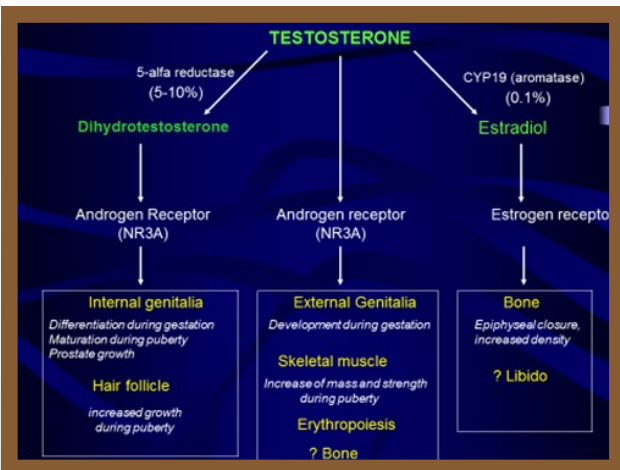 TESTOSTERONE
5-alfa reductase
(5-10%)
CYP19 (aromatase)
(0.1%)
Dihydrotestosterone
Estradiol
Androgen Receptor
(NR3A)
Androgen receptor
(NR3A)
Estrogen recepto
Internal genitalia
Differentiation during gestation
Maturation during puberty
Prostate growth
Hair follicle
increased growth
during puberty
External Genitalia
Development during gestation
Skeletal muscle
Increase of mass and strength
during puberty
Erythropoiesis
? Bone
Bone
Epiphyseal closure,
increased density
? Libido